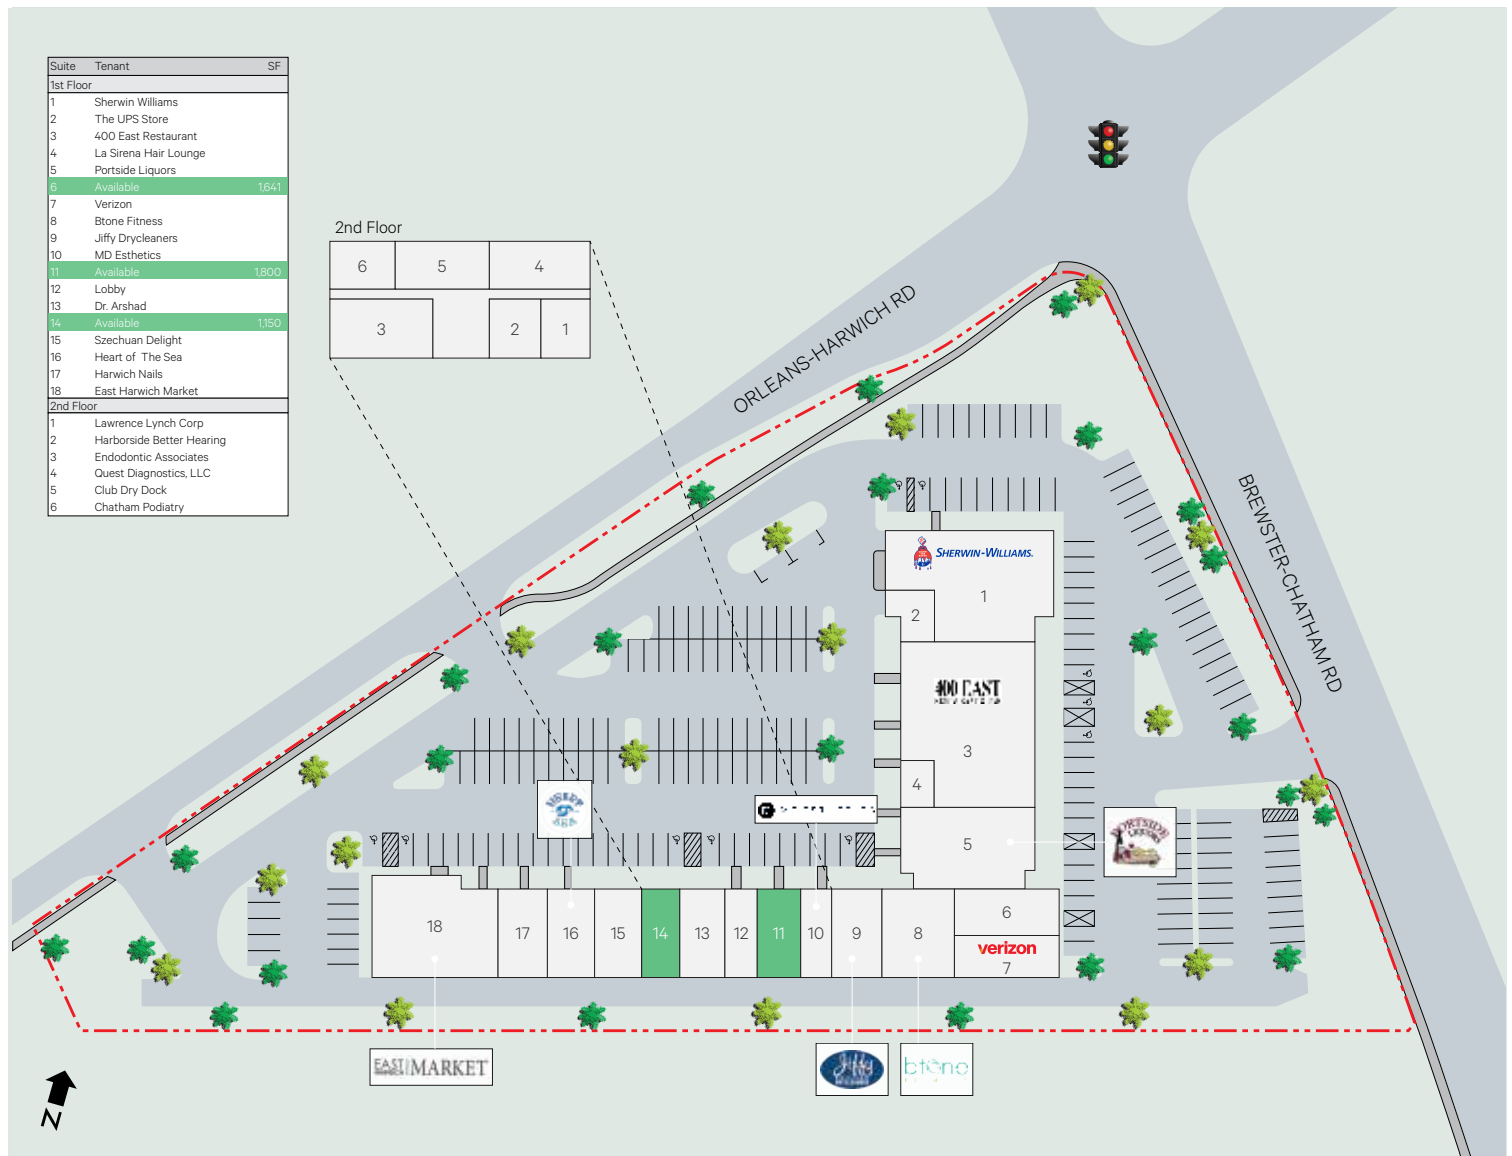 Suite Tenant SF
1st Floor
1 Sherwin Williams
2 The UPS Store
3 400 East Restaurant
4 La Sirena Hair Lounge
5 Portside Liquors
6 Available 1,641
7 Verizon
8 Btone Fitness
9 Jiffy Drycleaners
10 MD Esthetics
11 Available 1,800
12 Lobby
13 Dr. Arshad
14 Available 1,150
15 Szechuan Delight
16 Heart of The Sea
17 Harwich Nails
18 East Harwich Market
2nd Floor
1 Lawrence Lynch Corp
2 Harborside Better Hearing
3 Endodontic Associates
4 Quest Diagnostics, LLC
5 Club Dry Dock
6 Chatham Podiatry
2nd Floor
6 5 4
3 2 1
ORLEANS-HARWICH RD
BREWSTER-CHATHAM RD
SHERWIN-WILLIAMS.
1
2
400 EAST
3
4
5
PORTSIDE
LIQUORS
SEA
18 17 16 15 14 13 12 11 10 9 8
6
verizon
7
EAST MARKET
Jiffy
btone
N